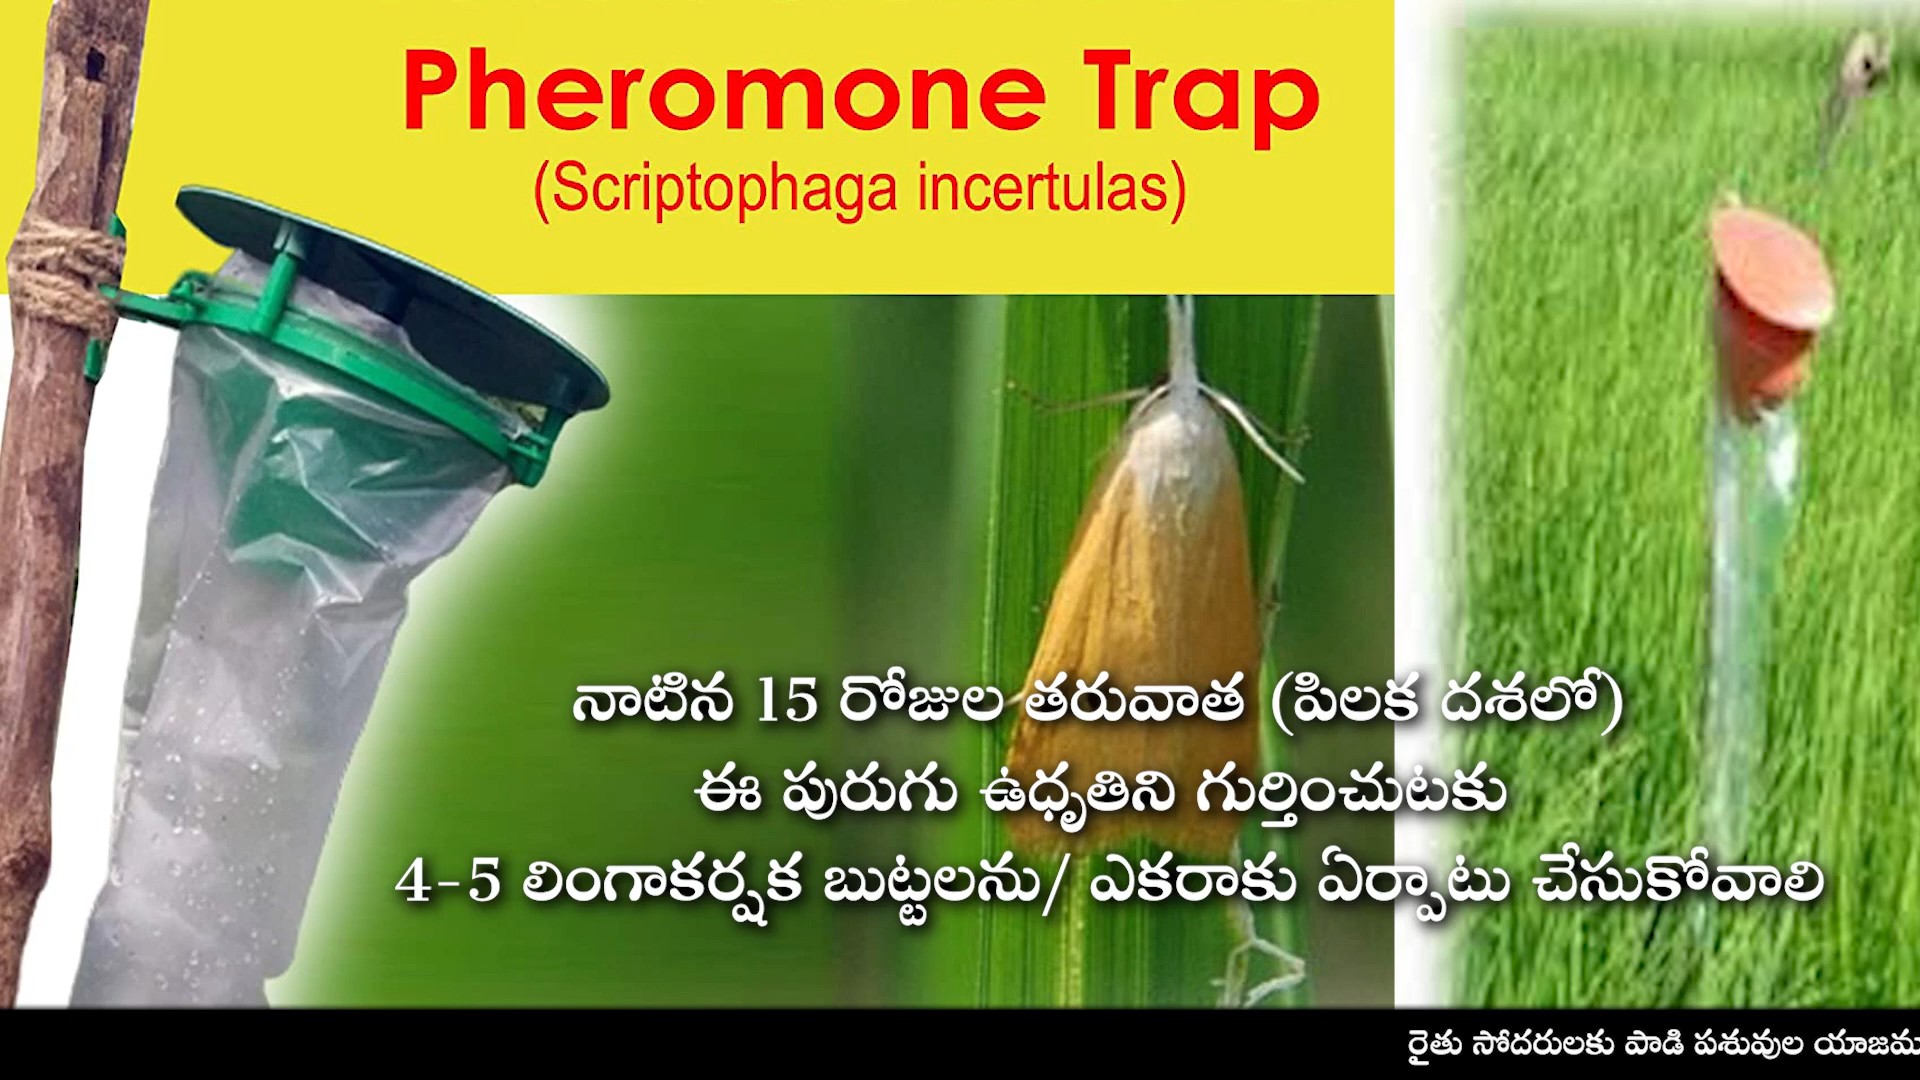 Pheromone Trap
(Scriptophaga incertulas)
నాటిన 15 రోజుల తరువాత (పిలక దశలో)
ఈ పురుగు ఉధృతిని గుర్తించుటకు
4-5 లింగాకర్షక బుట్టలను/ ఎకరాకు ఏర్పాటు చేసుకోవాలి
రైతు సోదరులకు పాడి పశువుల